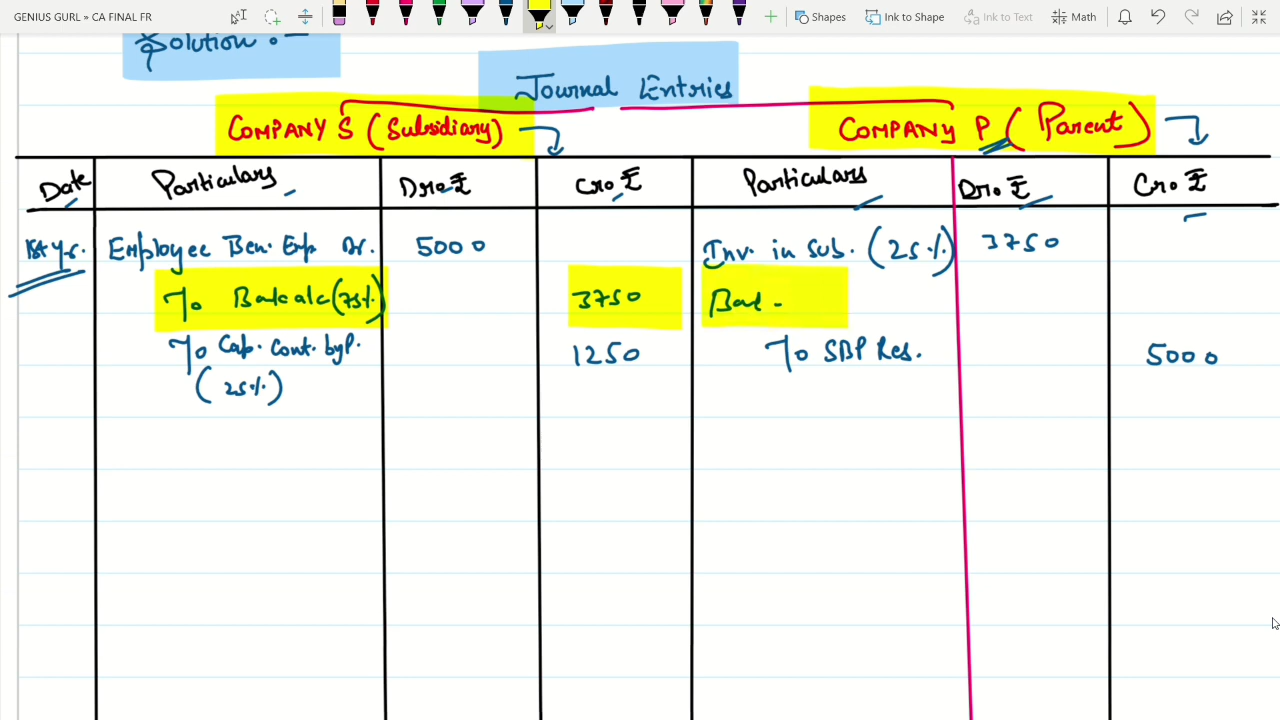 GENIUS GURL » CA FINAL FR
Shapes Ink to Shape Ink to Text Math
Solution :-
Journal Entries
COMPANY S (Subsidiary) COMPANY P (Parent)
Date Particulars Dr. ₹ Cr. ₹ Particulars Dr. ₹ Cr. ₹
1st yr. Employee Ben. Exp. Dr. 5000 Inv. in Sub. (25%) 3750
To Bank a/c (75%) 3750 Bal -
To Cap. Cont. by P. 1250 To SBP Res. 5000
(25%)